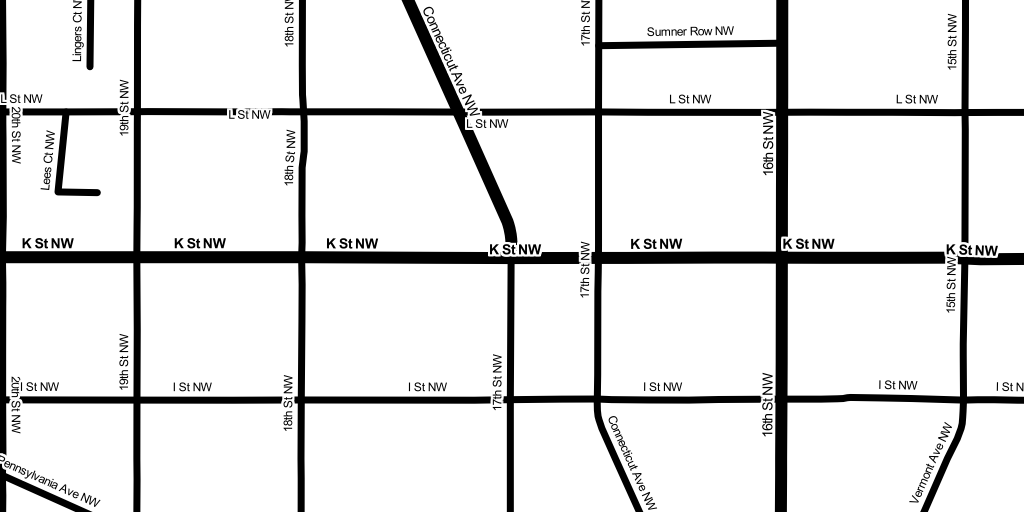 Lingers Ct N
18th St NW
Connecticut Ave NW
17th St NW
Sumner Row NW
15th St NW
L St NW
20th St NW
19th St NW
L St NW
L St NW
L St NW
L St NW
Lees Ct NW
18th St NW
16th St NW
K St NW
K St NW
K St NW
K St NW
K St NW
K St NW
K St NW
17th St NW
15th St NW
19th St NW
I St NW
I St NW
I St NW
I St NW
I St NW
I St N
20th St NW
18th St NW
17th St NW
16th St NW
Connecticut Ave NW
Vermont Ave NW
Pennsylvania Ave NW